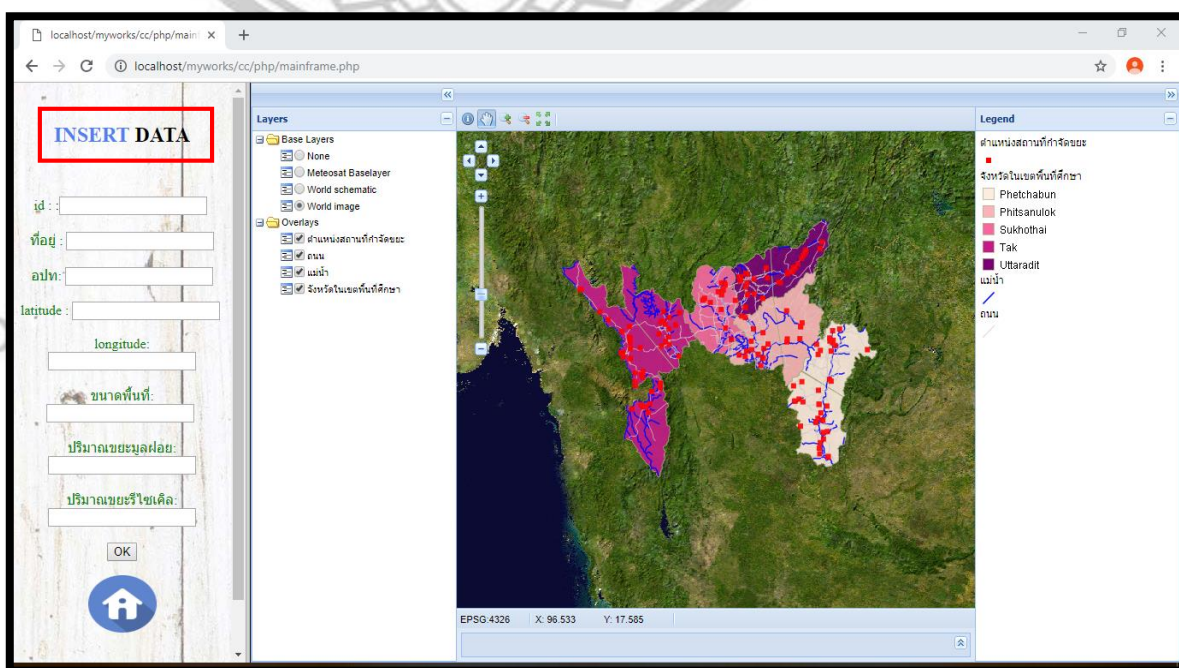 localhost/myworks/cc/php/main
localhost/myworks/cc/php/mainframe.php
INSERT DATA
id : :
ที่อยู่ :
อปท:
latitude :
longitude:
ขนาดพื้นที่:
ปริมาณขยะมูลฝอย:
ปริมาณขยะรีไซเคิล:
OK
Layers
Base Layers
None
Meteosat Baselayer
World schematic
World image
Overlays
ตำแหน่งสถานที่กำจัดขยะ
ถนน
แม่น้ำ
จังหวัดในเขตพื้นที่ศึกษา
EPSG:4326 X: 96.533 Y: 17.585
Legend
ตำแหน่งสถานที่กำจัดขยะ
จังหวัดในเขตพื้นที่ศึกษา
Phetchabun
Phitsanulok
Sukhothai
Tak
Uttaradit
แม่น้ำ
ถนน